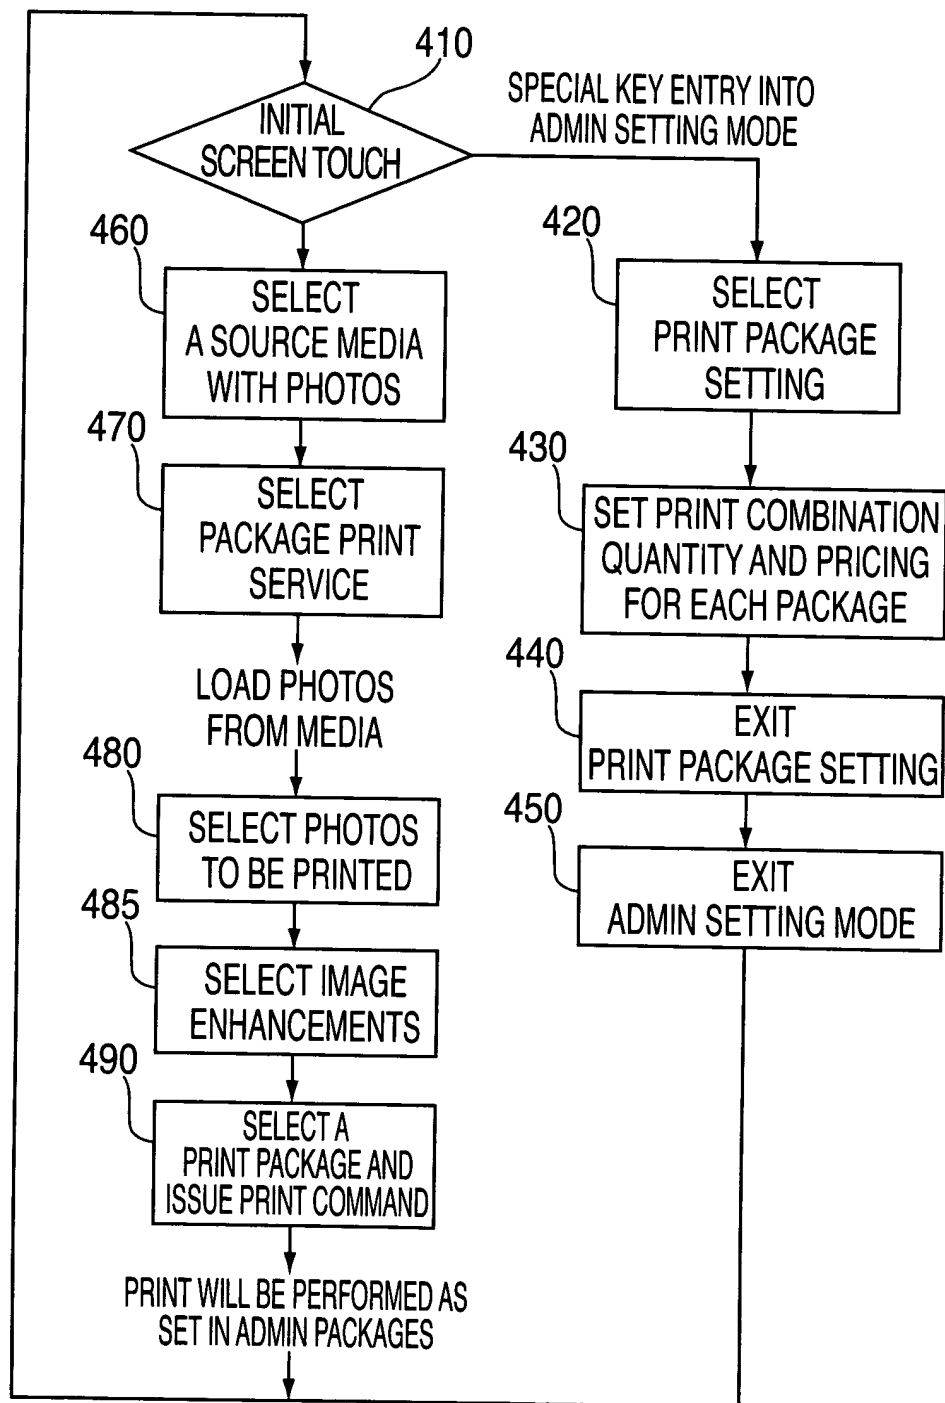 410
INITIAL
SCREEN TOUCH
SPECIAL KEY ENTRY INTO
ADMIN SETTING MODE
460
SELECT
A SOURCE MEDIA
WITH PHOTOS
470
SELECT
PACKAGE PRINT
SERVICE
LOAD PHOTOS
FROM MEDIA
480
SELECT PHOTOS
TO BE PRINTED
485
SELECT IMAGE
ENHANCEMENTS
490
SELECT A
PRINT PACKAGE AND
ISSUE PRINT COMMAND
PRINT WILL BE PERFORMED AS
SET IN ADMIN PACKAGES
420
SELECT
PRINT PACKAGE
SETTING
430
SET PRINT COMBINATION
QUANTITY AND PRICING
FOR EACH PACKAGE
440
EXIT
PRINT PACKAGE SETTING
450
EXIT
ADMIN SETTING MODE